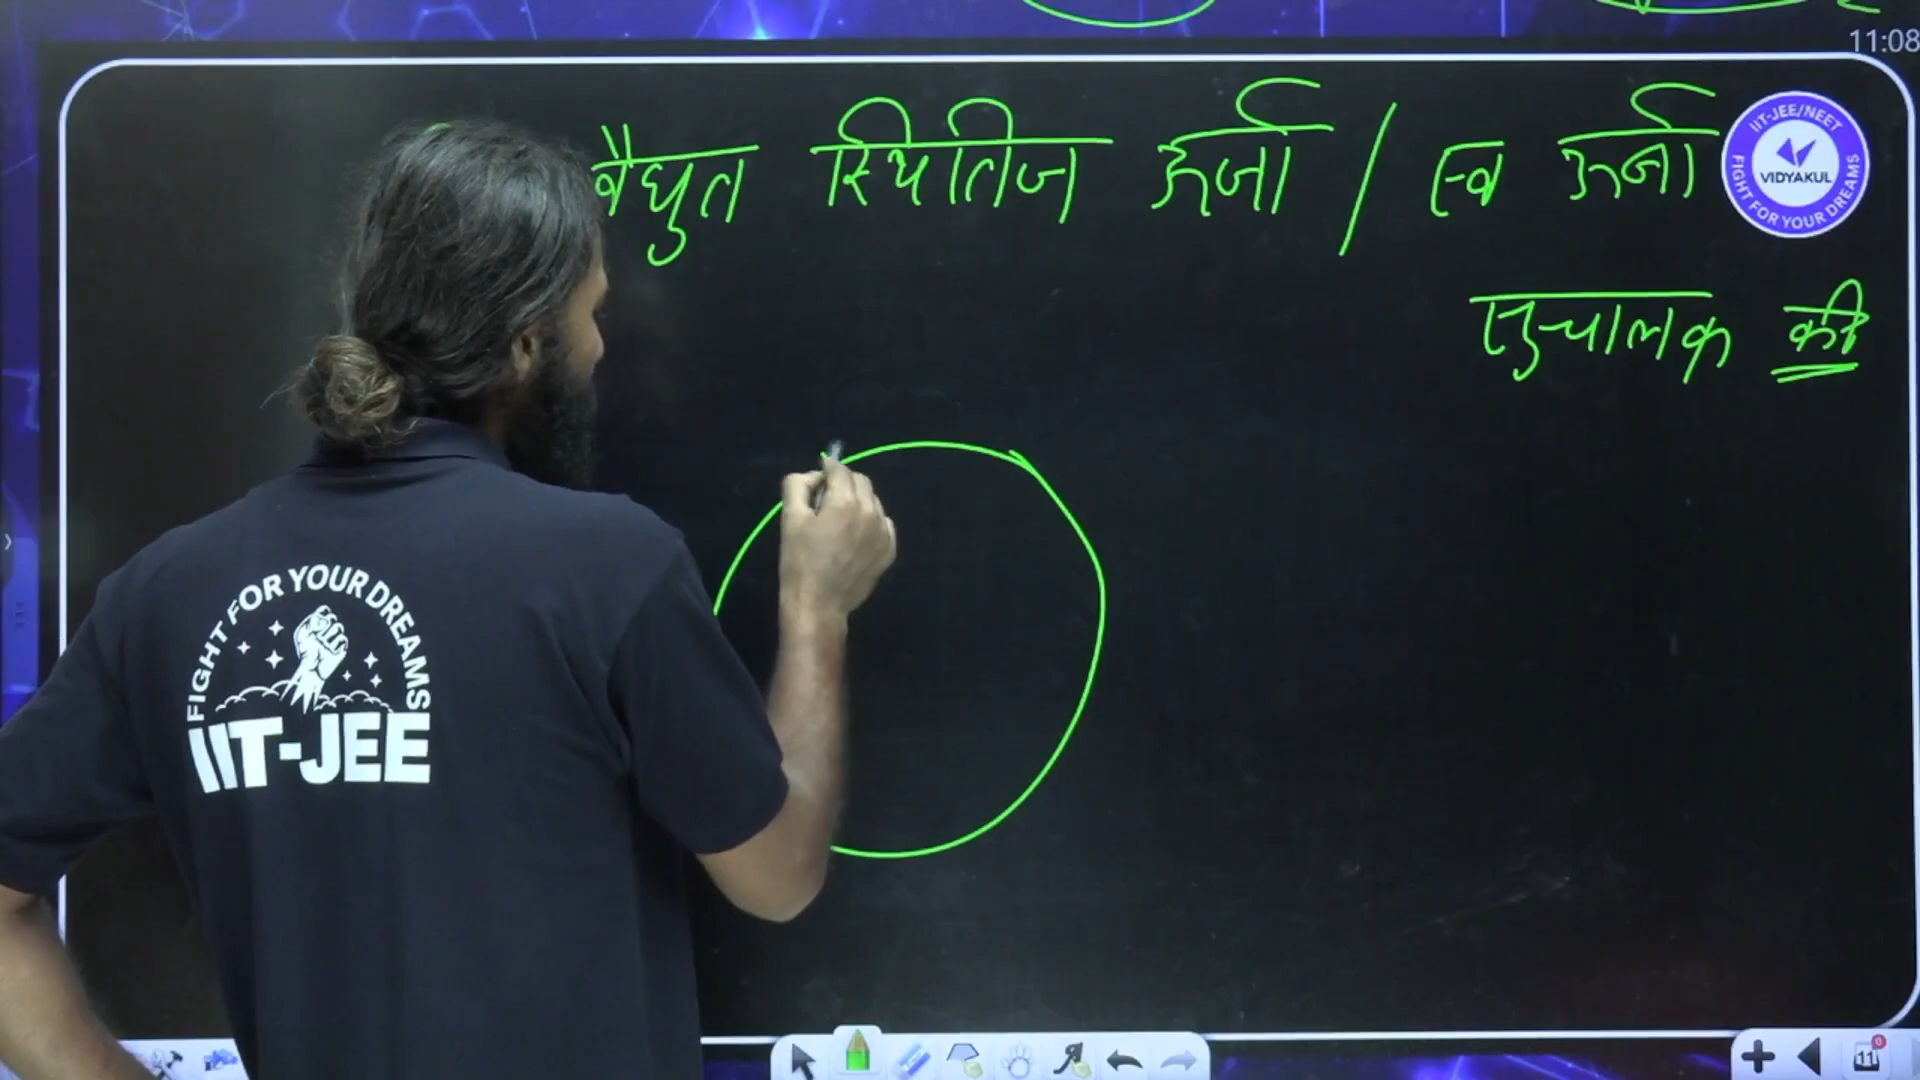 11:08
वैद्युत स्थितिज ऊर्जा / स्व ऊर्जा
सुचालक की
IIT-JEE/NEET
VIDYAKUL
FIGHT FOR YOUR DREAMS
FIGHT FOR YOUR DREAMS
IIT-JEE
11